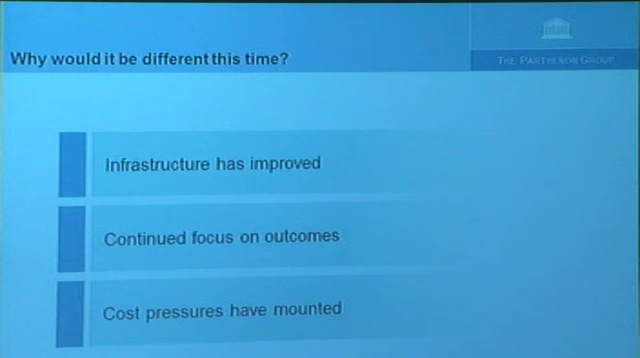 Why would it be different this time?
THE PARTHENON GROUP
Infrastructure has improved
Continued focus on outcomes
Cost pressures have mounted